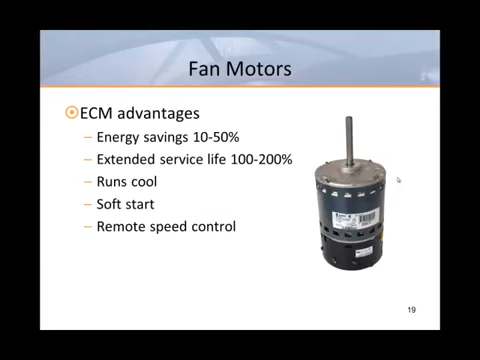 Fan Motors
ECM advantages
– Energy savings 10-50%
– Extended service life 100-200%
– Runs cool
– Soft start
– Remote speed control
19